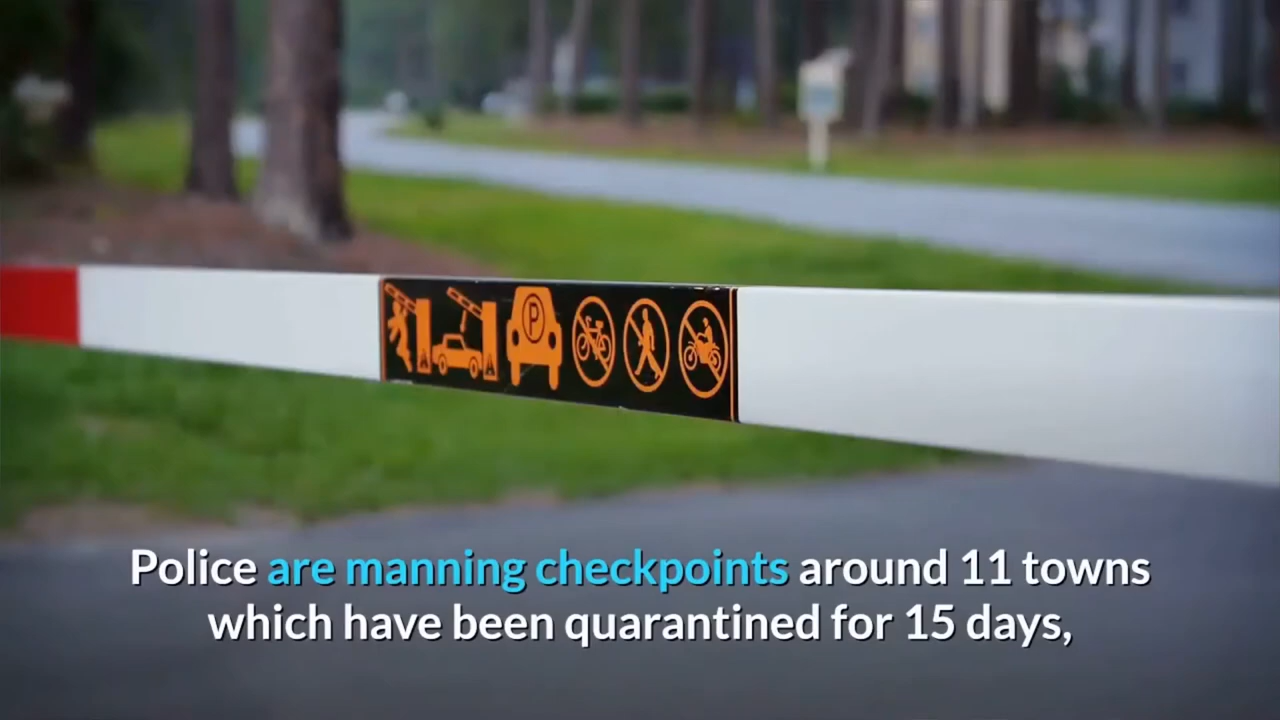 P
Police are manning checkpoints around 11 towns
which have been quarantined for 15 days,